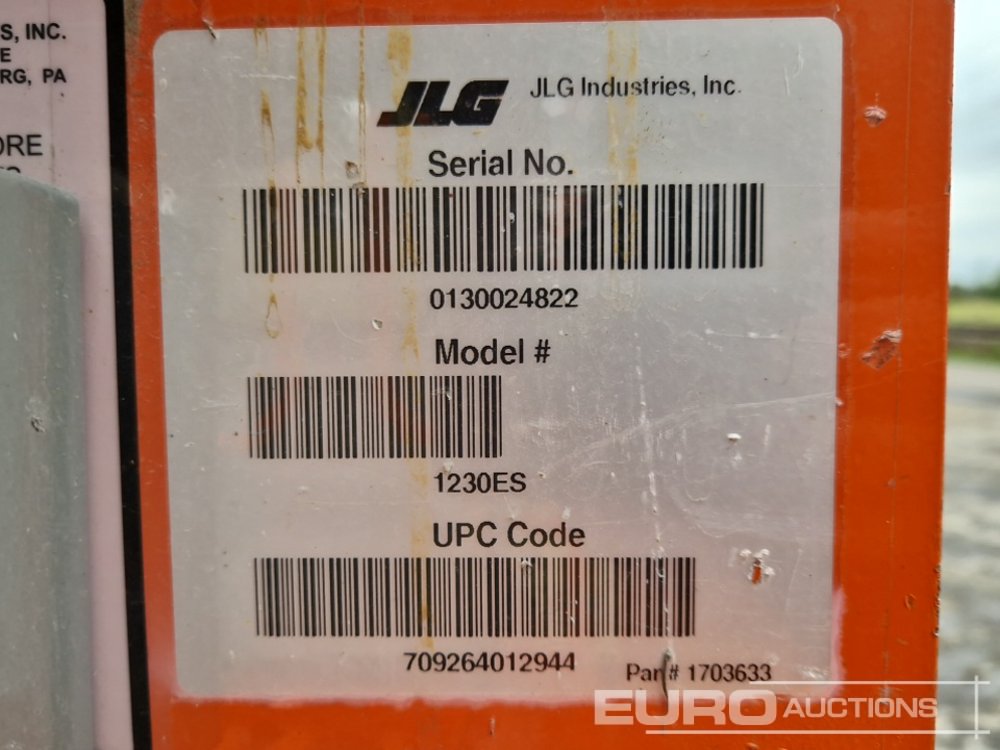 S, INC.
E
RG, PA
ORE
JLG JLG Industries, Inc.
Serial No.
0130024822
Model #
1230ES
UPC Code
709264012944
Part# 1703633
EURO AUCTIONS